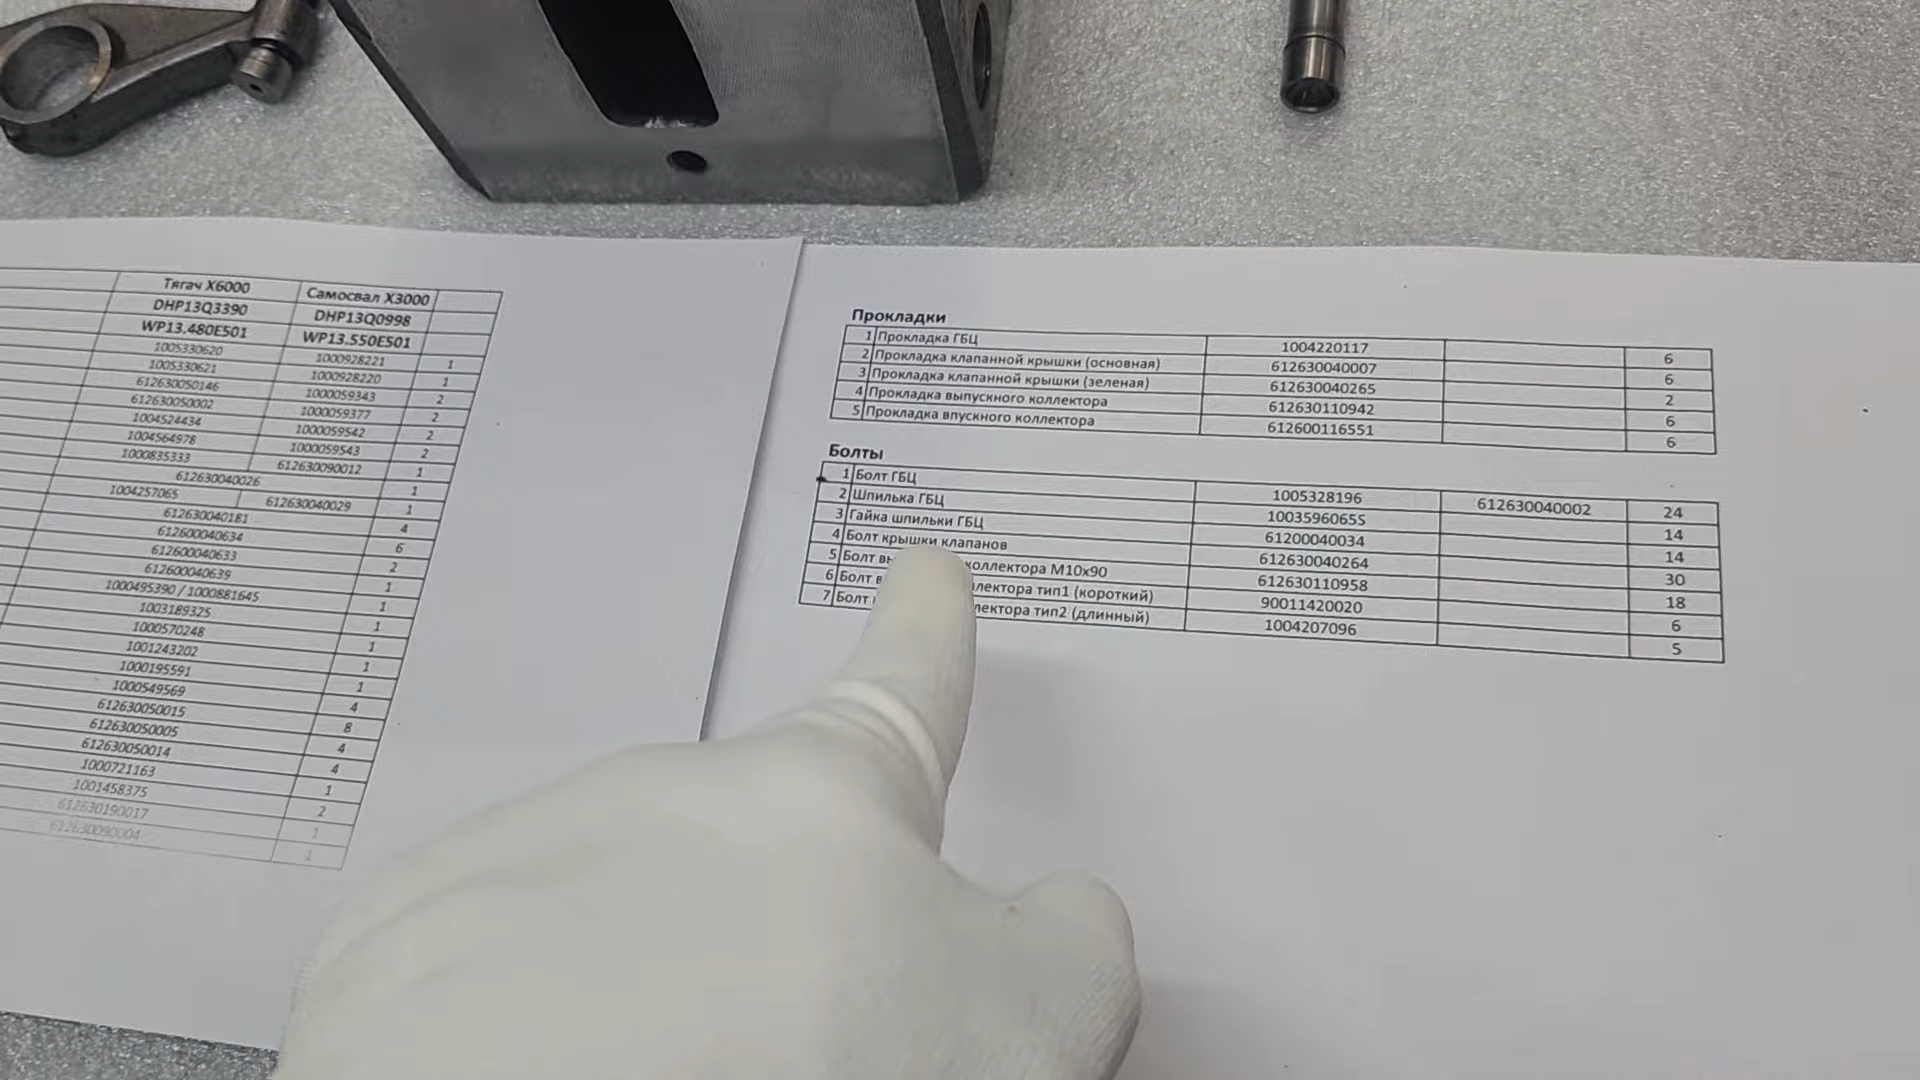 Тягач X6000 Самосвал X3000
DHP13Q3390 DHP13Q0998
WP13.480E501 WP13.550E501
1005330620 1000928221 1
1005330621 1000928220 1
612630050146 1000059343 2
612630050002 1000059377 2
1004524434 1000059542 2
1004564978 1000059543 2
1000835333 612630090012 1
612630040026 1
1004257065 612630040029 1
612630040181 4
612600040634 6
612600040633 2
612600040639 1
1000495390 / 1000881645 1
1003189325 1
1000570248 1
1001243202 1
1000195591 1
1000549569 4
612630050015 8
612630050005 4
612630050014 4
1000721163 1
1001458375 2
612630190017 1
612630090004 1
Прокладки
1 Прокладка ГБЦ 1004220117 6
2 Прокладка клапанной крышки (основная) 612630040007 6
3 Прокладка клапанной крышки (зеленая) 612630040265 2
4 Прокладка выпускного коллектора 612630110942 6
5 Прокладка впускного коллектора 612600116551 6
Болты
1 Болт ГБЦ 1005328196 612630040002 24
2 Шпилька ГБЦ 1003596065S 14
3 Гайка шпильки ГБЦ 61200040034 14
4 Болт крышки клапанов 612630040264 30
5 Болт вы коллектора М10х90 612630110958 18
6 Болт в лектора тип1 (короткий) 90011420020 6
7 Болт лектора тип2 (длинный) 1004207096 5